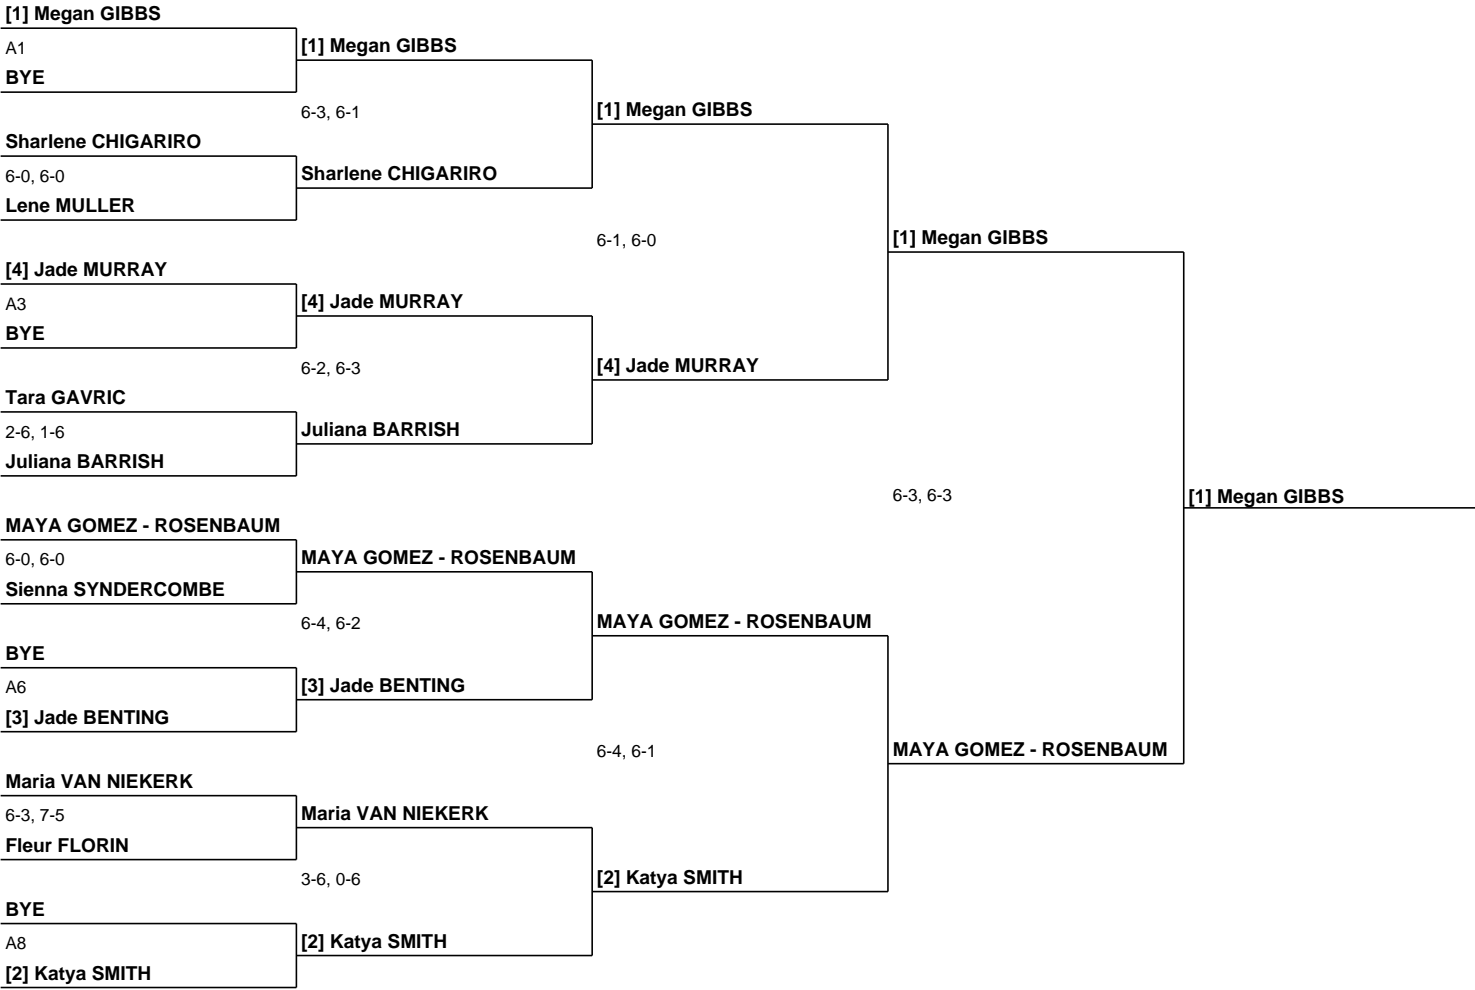 [1] Megan GIBBS
A1
BYE
[1] Megan GIBBS
6-3, 6-1
[1] Megan GIBBS
Sharlene CHIGARIRO
6-0, 6-0
Lene MULLER
Sharlene CHIGARIRO
6-1, 6-0
[1] Megan GIBBS
[4] Jade MURRAY
A3
BYE
[4] Jade MURRAY
6-2, 6-3
[4] Jade MURRAY
Tara GAVRIC
2-6, 1-6
Juliana BARRISH
Juliana BARRISH
6-3, 6-3
[1] Megan GIBBS
MAYA GOMEZ - ROSENBAUM
6-0, 6-0
Sienna SYNDERCOMBE
MAYA GOMEZ - ROSENBAUM
6-4, 6-2
MAYA GOMEZ - ROSENBAUM
BYE
A6
[3] Jade BENTING
[3] Jade BENTING
6-4, 6-1
MAYA GOMEZ - ROSENBAUM
Maria VAN NIEKERK
6-3, 7-5
Fleur FLORIN
Maria VAN NIEKERK
3-6, 0-6
[2] Katya SMITH
BYE
A8
[2] Katya SMITH
[2] Katya SMITH